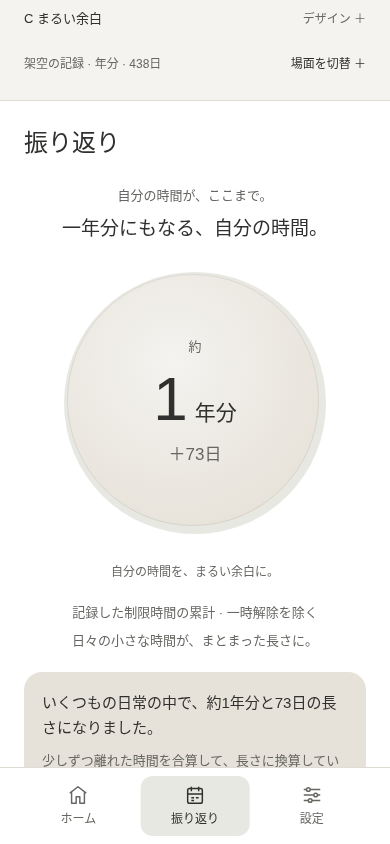 C まるい余白
デザイン ＋
架空の記録 · 年分 · 438日
場面を切替 ＋
振り返り
自分の時間が、ここまで。
一年分にもなる、自分の時間。
約
1 年分
＋73日
自分の時間を、まるい余白に。
記録した制限時間の累計 · 一時解除を除く
日々の小さな時間が、まとまった長さに。
いくつもの日常の中で、約1年分と73日の長
さになりました。
少しずつ離れた時間を合算して、長さに換算してい
ホーム
振り返り
設定